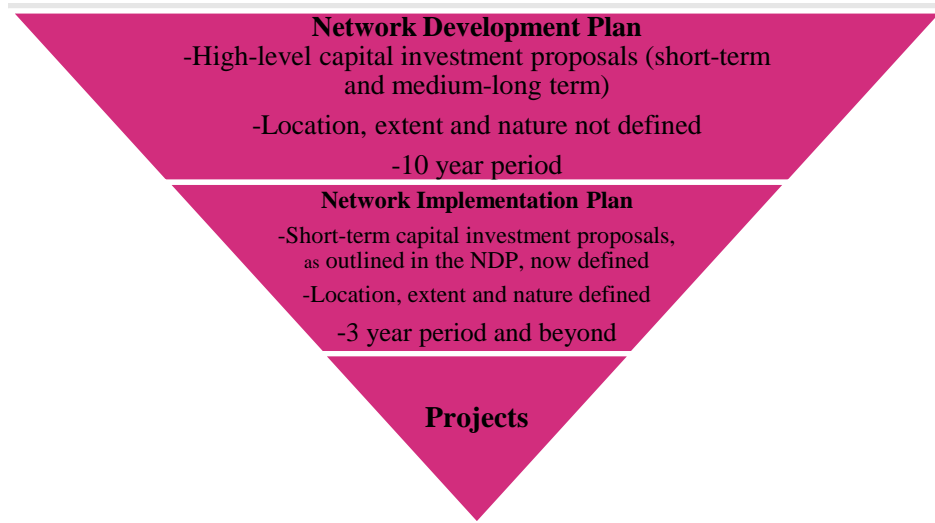 Network Development Plan
-High-level capital investment proposals (short-term
and medium-long term)
-Location, extent and nature not defined
-10 year period
Network Implementation Plan
-Short-term capital investment proposals,
as outlined in the NDP, now defined
-Location, extent and nature defined
-3 year period and beyond
Projects